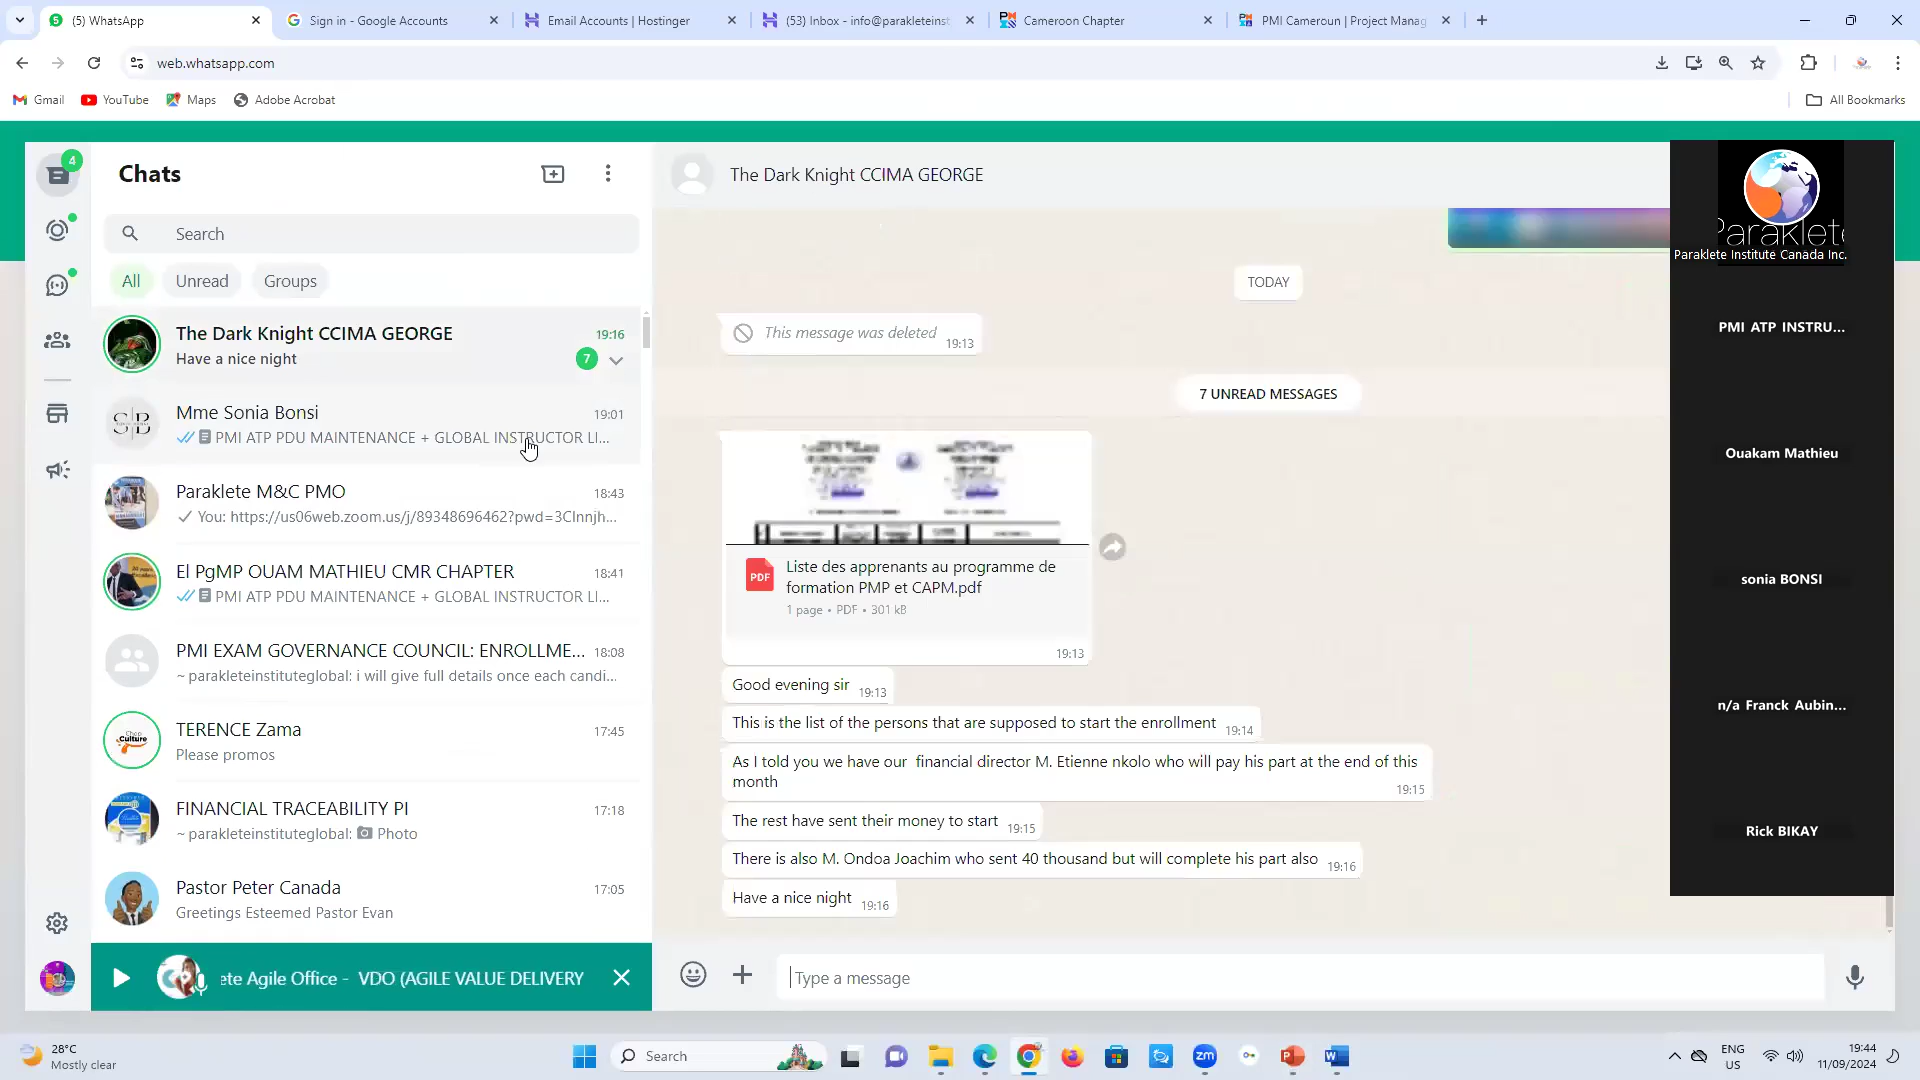 (5) WhatsApp
Sign in - Google Accounts
Email Accounts | Hostinger
(53) Inbox - info@parakleteinst
Cameroon Chapter
PMI Cameroun | Project Manag
web.whatsapp.com
Gmail
YouTube
Maps
Adobe Acrobat
All Bookmarks
4
Chats
Search
All
Unread
Groups
The Dark Knight CCIMA GEORGE
19:16
Have a nice night
7
Mme Sonia Bonsi
19:01
PMI ATP PDU MAINTENANCE + GLOBAL INSTRUCTOR LI...
Paraklete M&C PMO
18:43
You: https://us06web.zoom.us/j/89348696462?pwd=3CInnjh...
El PgMP OUAM MATHIEU CMR CHAPTER
18:41
PMI ATP PDU MAINTENANCE + GLOBAL INSTRUCTOR LI...
PMI EXAM GOVERNANCE COUNCIL: ENROLLME...
18:08
~ parakleteinstituteglobal: i will give full details once each candi...
TERENCE Zama
17:45
Please promos
FINANCIAL TRACEABILITY PI
17:18
~ parakleteinstituteglobal: Photo
Pastor Peter Canada
17:05
Greetings Esteemed Pastor Evan
ete Agile Office - VDO (AGILE VALUE DELIVERY
The Dark Knight CCIMA GEORGE
TODAY
This message was deleted
19:13
7 UNREAD MESSAGES
PDF
Liste des apprenants au programme de
formation PMP et CAPM.pdf
1 page • PDF • 301 kB
19:13
Good evening sir
19:13
This is the list of the persons that are supposed to start the enrollment
19:14
As I told you we have our financial director M. Etienne nkolo who will pay his part at the end of this
month
19:15
The rest have sent their money to start
19:15
There is also M. Ondoa Joachim who sent 40 thousand but will complete his part also
19:16
Have a nice night
19:16
Type a message
Paraklete
Paraklete Institute Canada Inc.
PMI ATP INSTRU...
Ouakam Mathieu
sonia BONSI
n/a Franck Aubin...
Rick BIKAY
28°C
Mostly clear
Search
zm
ENG
US
19:44
11/09/2024